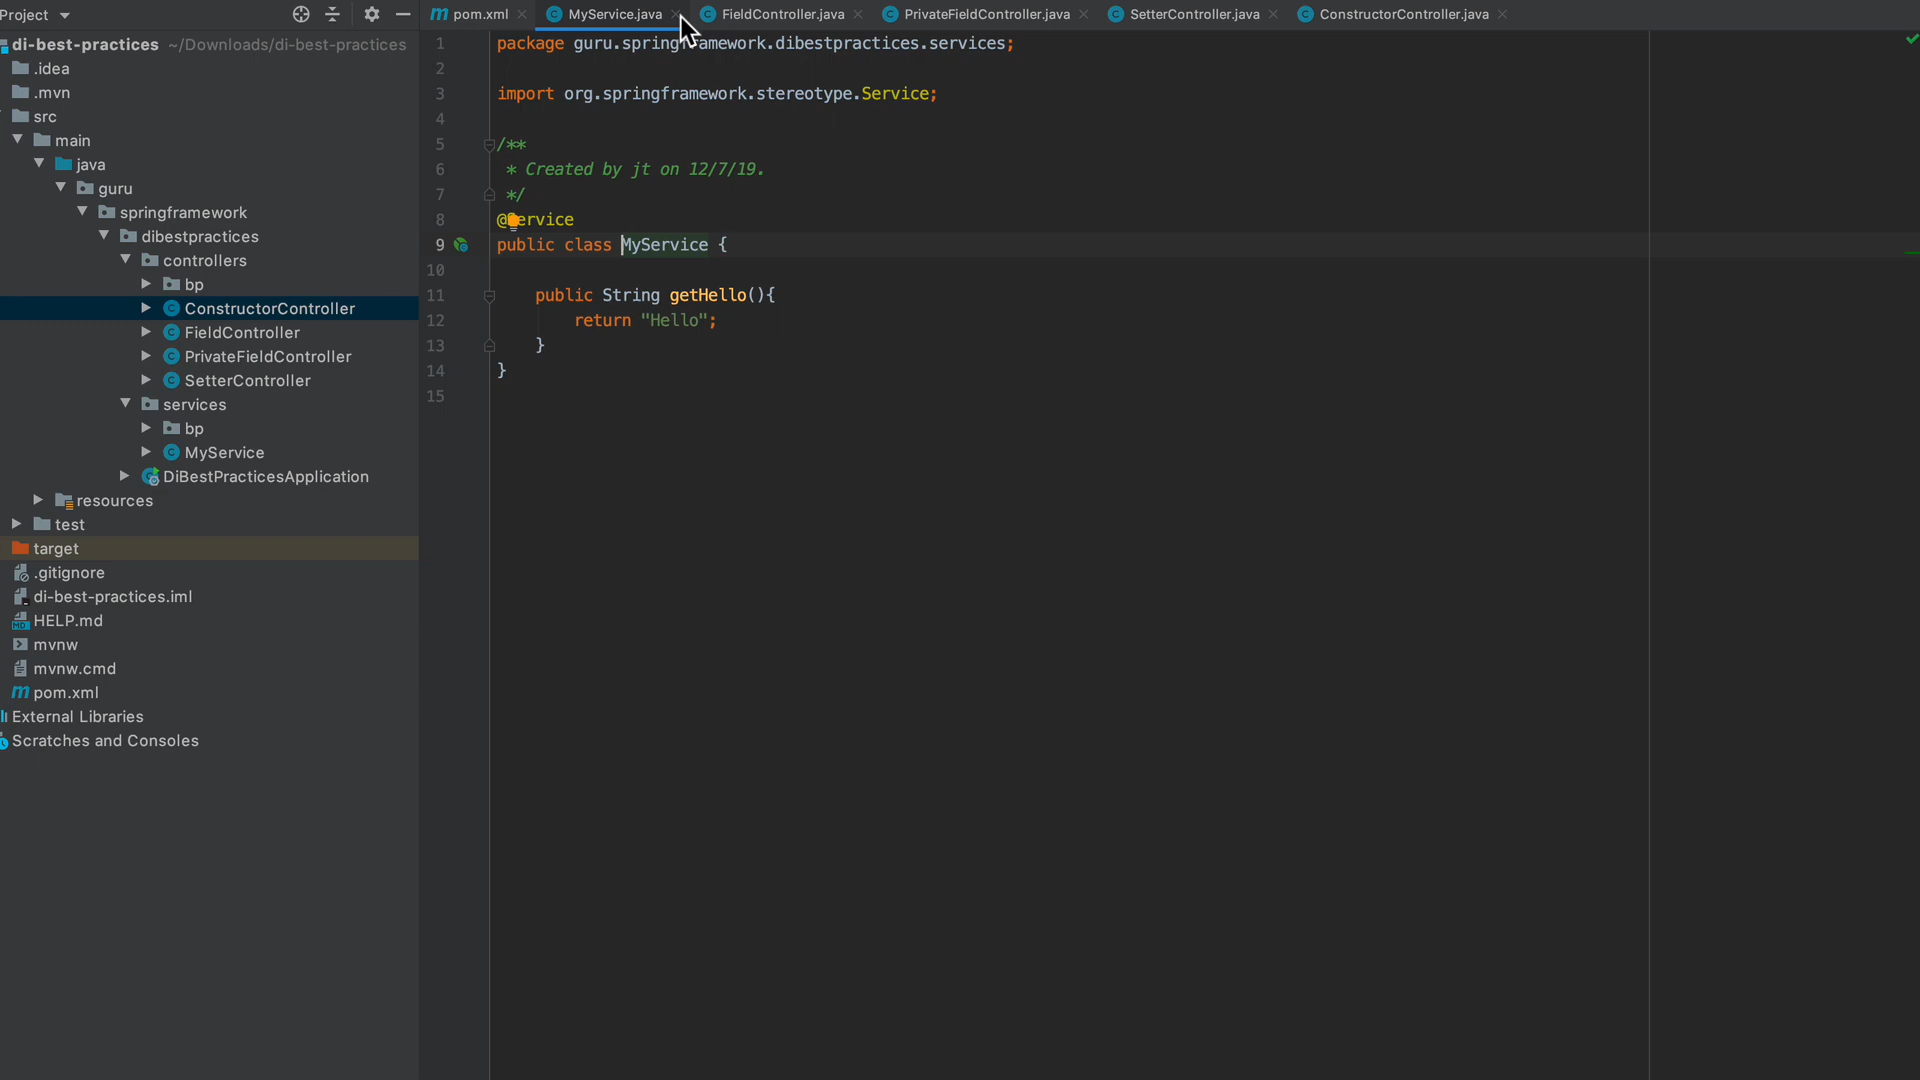 Project
di-best-practices ~/Downloads/di-best-practices
.idea
.mvn
src
main
java
guru
springframework
dibestpractices
controllers
bp
ConstructorController
FieldController
PrivateFieldController
SetterController
services
bp
MyService
DiBestPracticesApplication
resources
test
target
.gitignore
di-best-practices.iml
HELP.md
mvnw
mvnw.cmd
pom.xml
External Libraries
Scratches and Consoles
pom.xml MyService.java FieldController.java PrivateFieldController.java SetterController.java ConstructorController.java
1 package guru.springframework.dibestpractices.services;
2
3 import org.springframework.stereotype.Service;
4
5 /**
6 * Created by jt on 12/7/19.
7 */
8 @Service
9 public class MyService {
10
11 public String getHello(){
12 return "Hello";
13 }
14 }
15